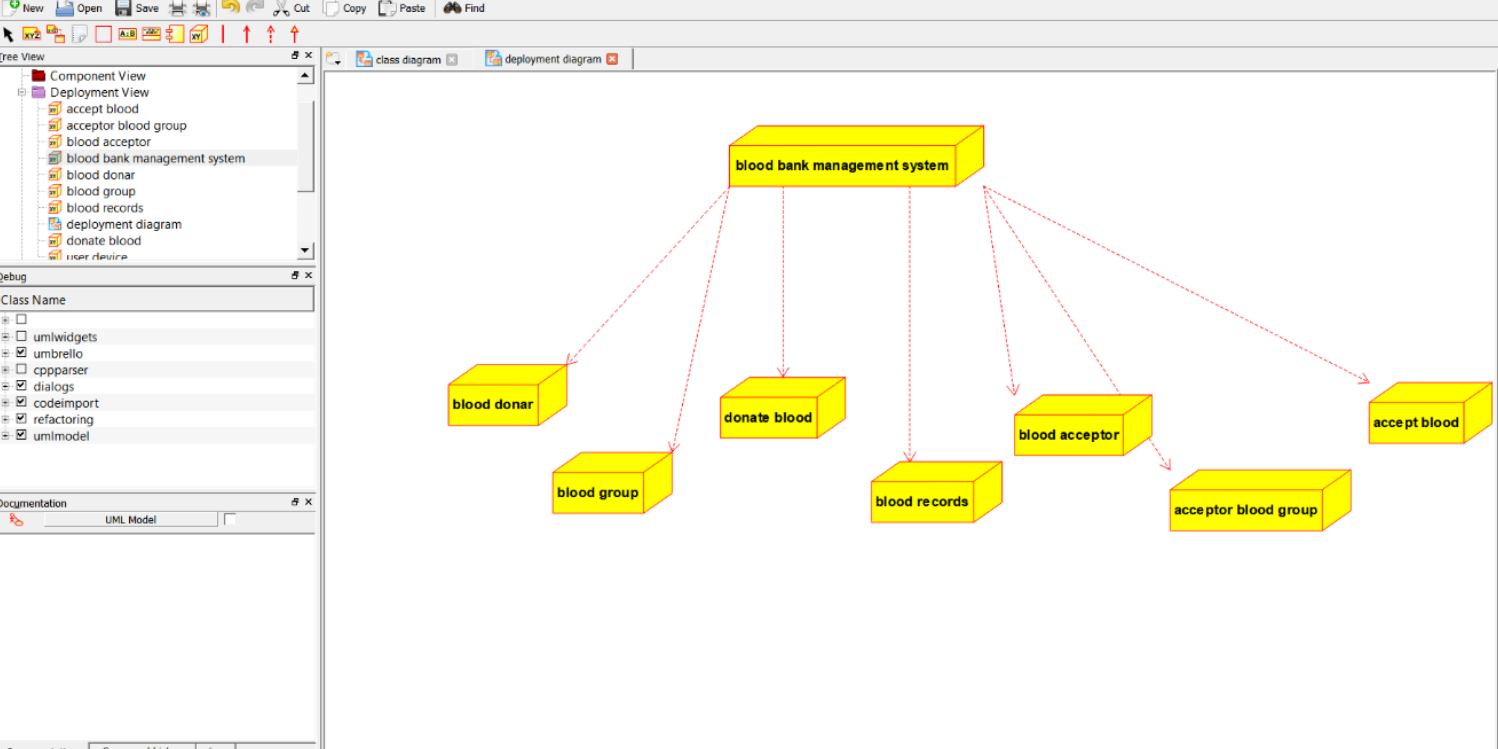 New Open Save Cut Copy Paste Find
Tree View
class diagram deployment diagram
Component View
Deployment View
accept blood
acceptor blood group
blood acceptor
blood bank management system
blood donar
blood group
blood records
deployment diagram
donate blood
user device
Debug
Class Name
umlwidgets
umbrello
cppparser
dialogs
codeimport
refactoring
umlmodel
Documentation
UML Model
blood bank management system
blood donar
donate blood
accept blood
blood acceptor
blood group
blood records
acceptor blood group